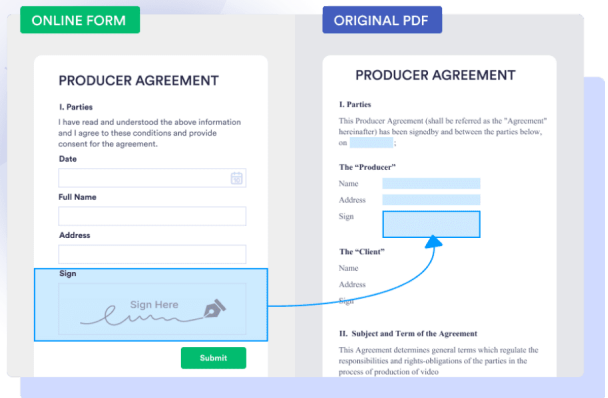 ONLINE FORM
PRODUCER AGREEMENT
I. Parties
I have read and understood the above information
and I agree to these conditions and provide
consent for the agreement.
Date
Full Name
Address
Sign
Sign Here
Submit
ORIGINAL PDF
PRODUCER AGREEMENT
I. Parties
This Producer Agreement (shall be referred as the "Agreement"
hereinafter) has been signedby and between the parties below,
on ;
The “Producer”
Name
Address
Sign
The “Client”
Name
Address
Sign
II. Subject and Term of the Agreement
This Agreement determines general terms which regulate the
responsibilities and rights-obligations of the parties in the
process of production of video